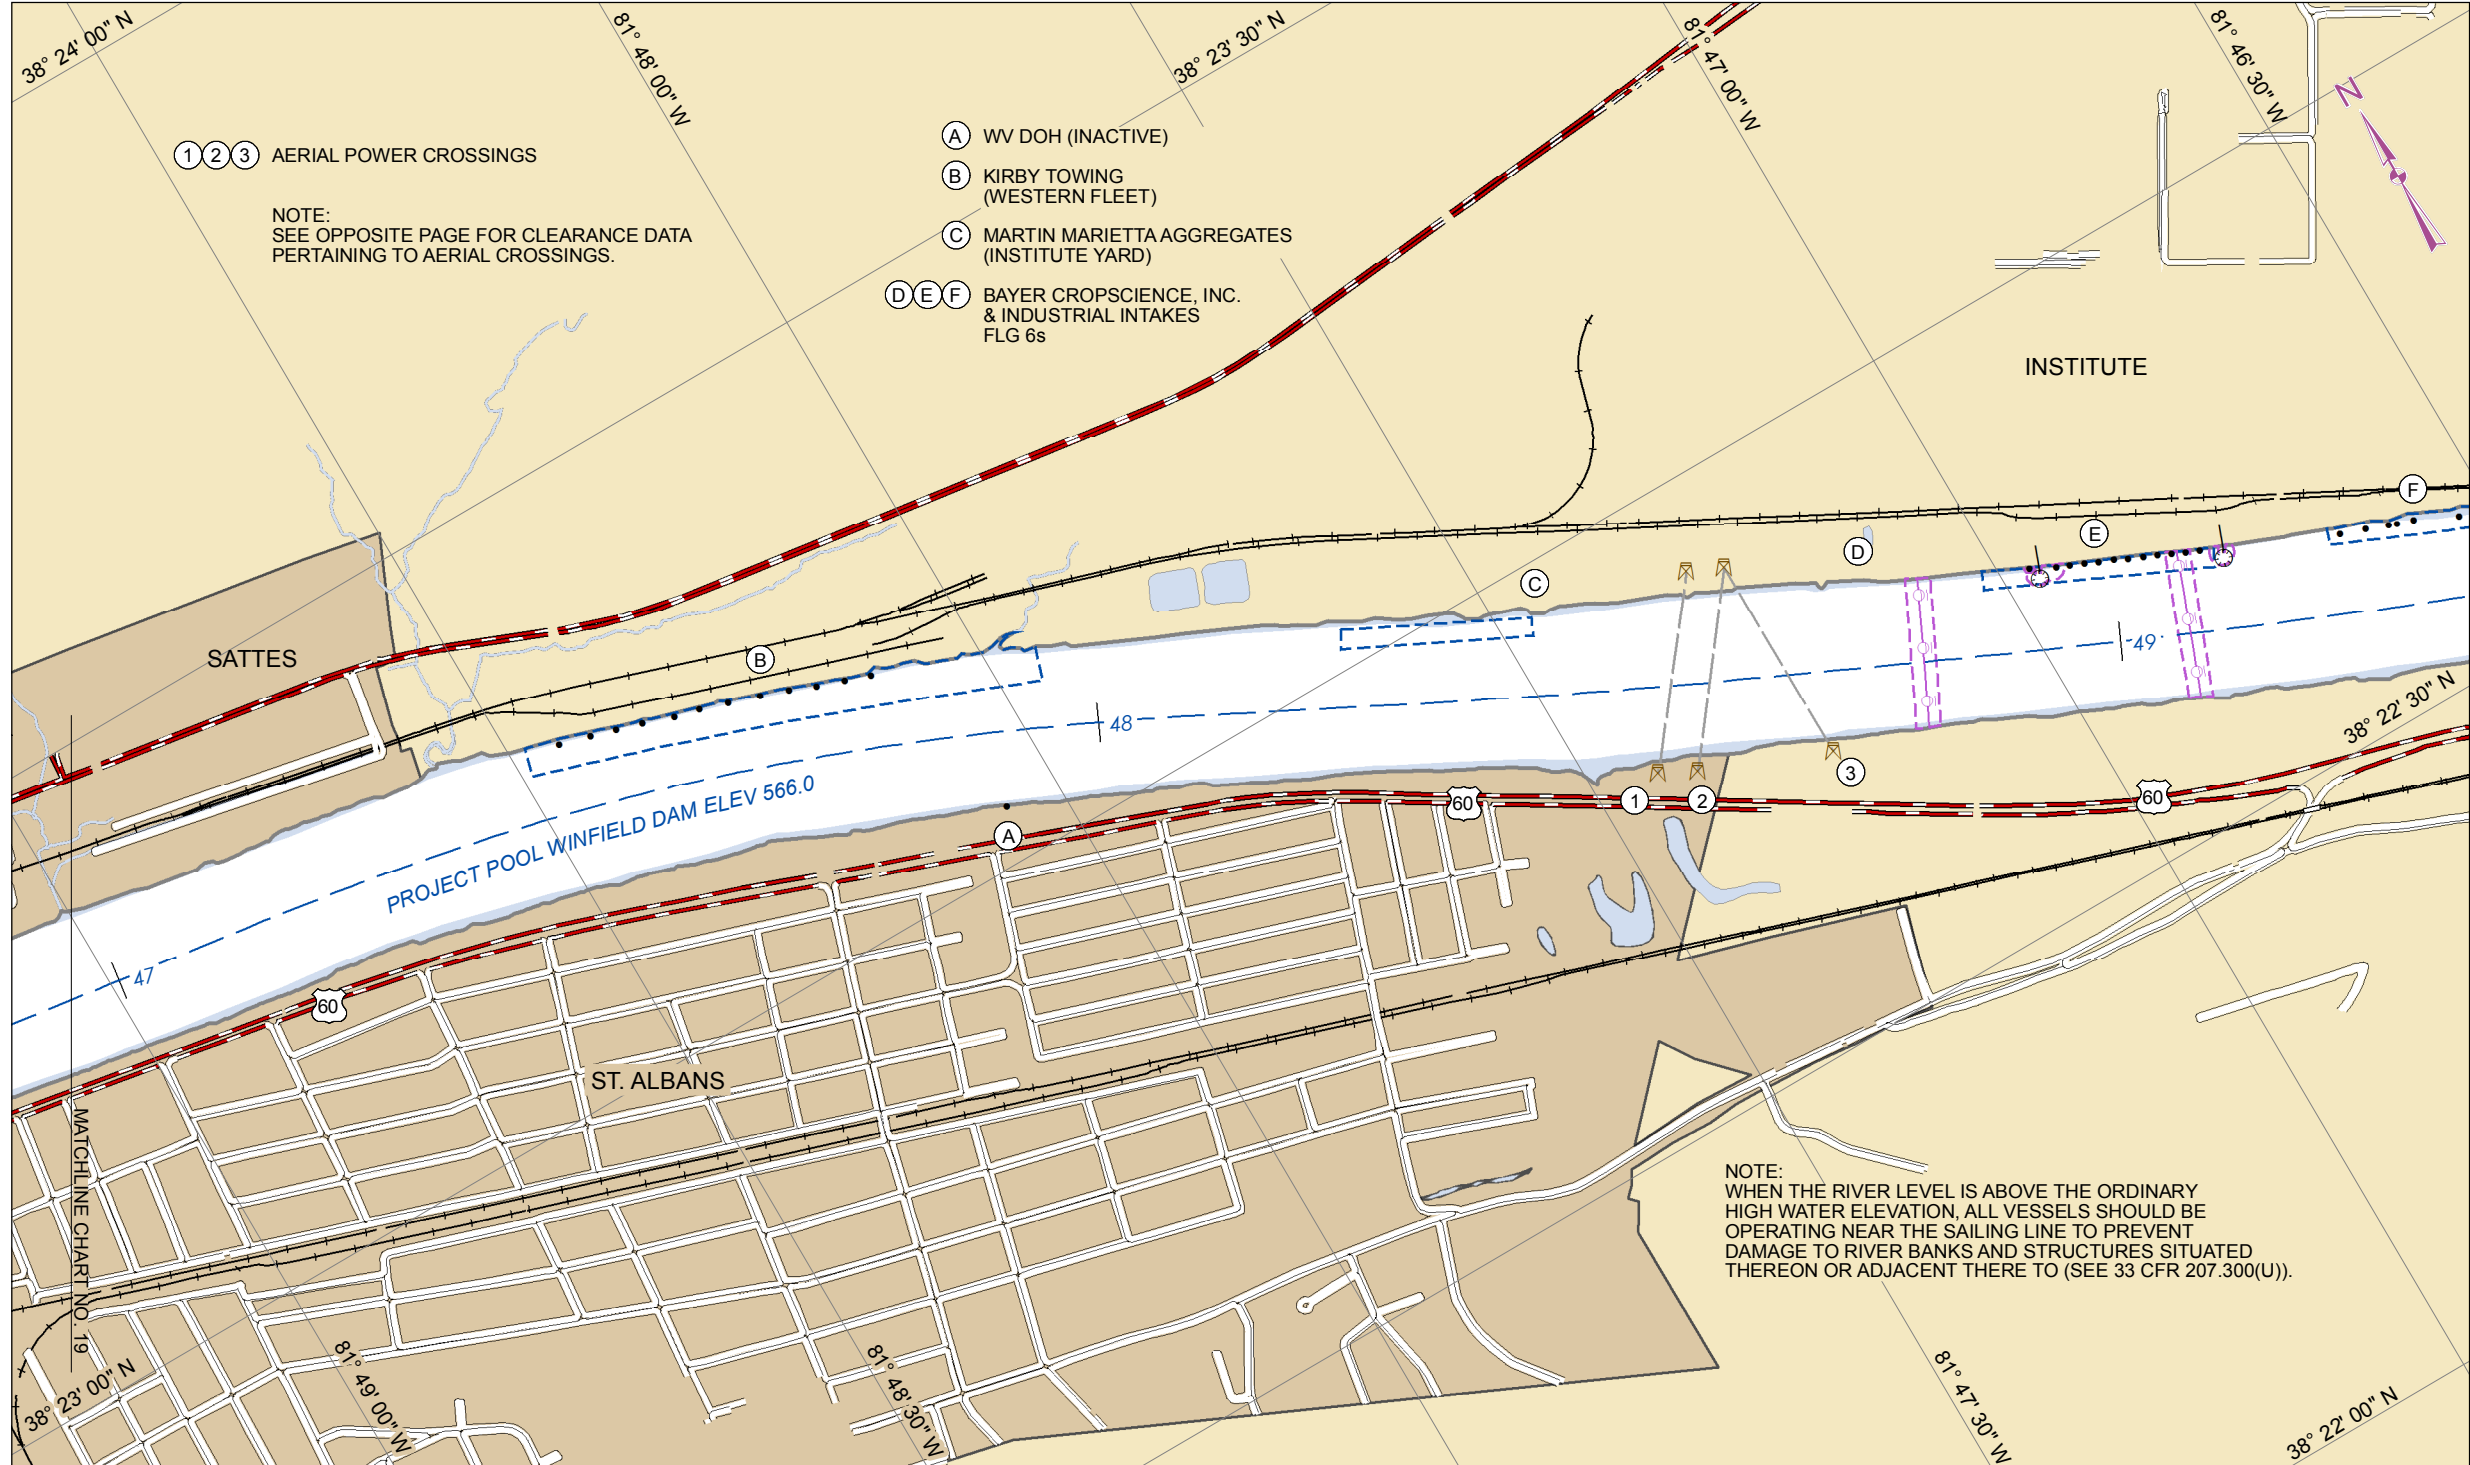 38° 24' 00" N
81° 48' 00" W
38° 23' 30" N
81° 47' 00" W
81° 46' 30" W
N
1 2 3 AERIAL POWER CROSSINGS
NOTE:
SEE OPPOSITE PAGE FOR CLEARANCE DATA
PERTAINING TO AERIAL CROSSINGS.
A WV DOH (INACTIVE)
B KIRBY TOWING
(WESTERN FLEET)
C MARTIN MARIETTA AGGREGATES
(INSTITUTE YARD)
D E F BAYER CROPSCIENCE, INC.
& INDUSTRIAL INTAKES
FLG 6s
INSTITUTE
F
E
D
C
SATTES
B
49
48
38° 22' 30" N
3
1
2
60
60
PROJECT POOL WINFIELD DAM ELEV 566.0
A
47
60
ST. ALBANS
MATCHLINE CHART NO. 19
NOTE:
WHEN THE RIVER LEVEL IS ABOVE THE ORDINARY
HIGH WATER ELEVATION, ALL VESSELS SHOULD BE
OPERATING NEAR THE SAILING LINE TO PREVENT
DAMAGE TO RIVER BANKS AND STRUCTURES SITUATED
THEREON OR ADJACENT THERE TO (SEE 33 CFR 207.300(U)).
38° 23' 00" N
81° 49' 00" W
81° 48' 30" W
81° 47' 30" W
38° 22' 00" N